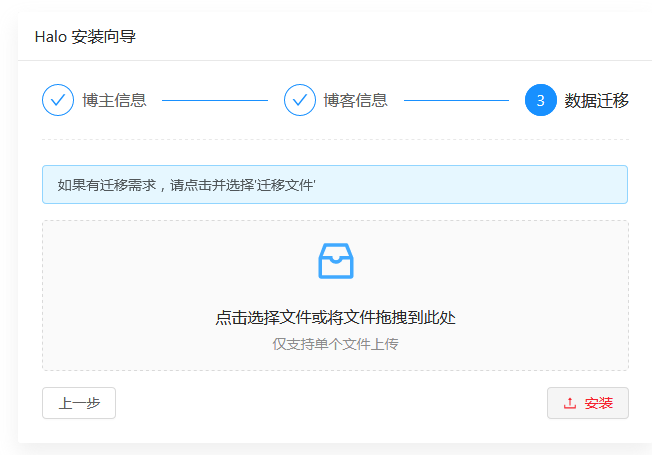 Halo 安装向导
博主信息 博客信息 3 数据迁移
如果有迁移需求，请点击并选择'迁移文件'
点击选择文件或将文件拖拽到此处
仅支持单个文件上传
上一步 安装